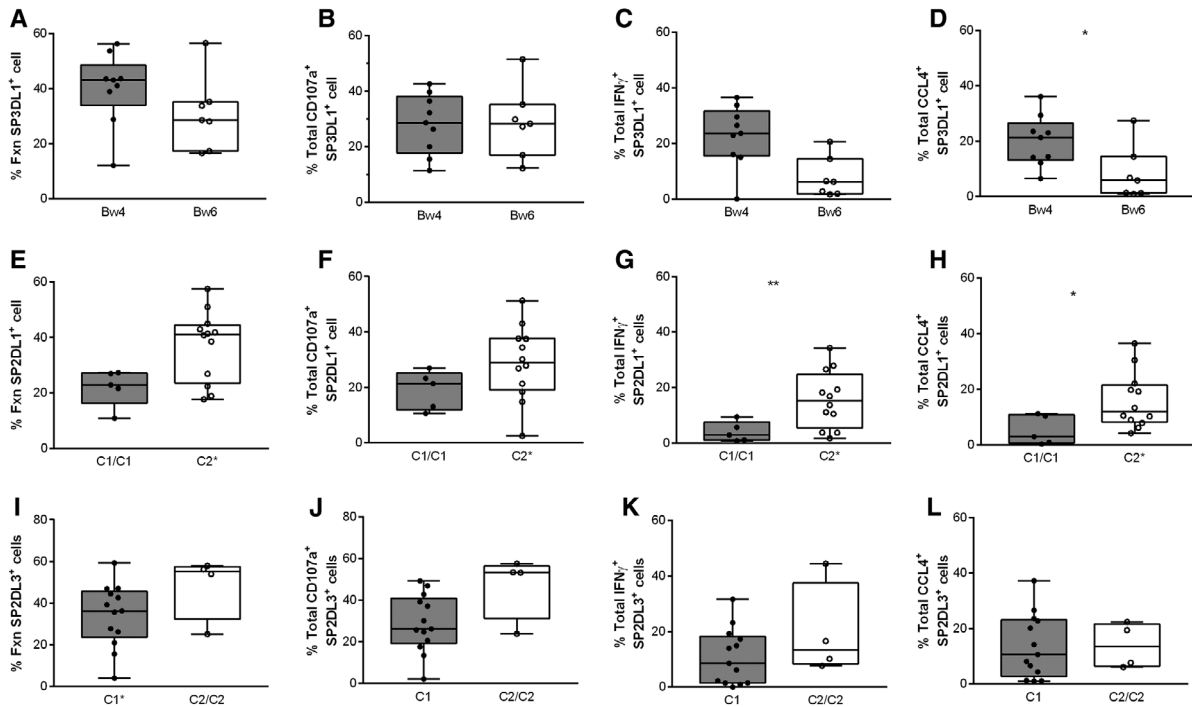 A
% Fxn SP3DL1+ cell
60
40
20
0
Bw4 Bw6
B
% Total CD107a+
SP3DL1+ cell
60
40
20
0
Bw4 Bw6
C
% Total IFNγ+
SP3DL1+ cell
60
40
20
0
Bw4 Bw6
D
% Total CCL4+
SP3DL1+ cell
*
60
40
20
0
Bw4 Bw6
E
% Fxn SP2DL1+ cell
60
40
20
0
C1/C1 C2*
F
% Total CD107a+
SP2DL1+ cell
60
40
20
0
C1/C1 C2*
G
% Total IFNγ+
SP2DL1+ cells
**
60
40
20
0
C1/C1 C2*
H
% Total CCL4+
SP2DL1+ cells
*
60
40
20
0
C1/C1 C2*
I
% Fxn SP2DL3+ cells
80
60
40
20
0
C1* C2/C2
J
% Total CD107a+
SP2DL3+ cells
80
60
40
20
0
C1 C2/C2
K
% Total IFNγ+
SP2DL3+ cells
60
40
20
0
C1 C2/C2
L
% Total CCL4+
SP2DL3+ cells
60
40
20
0
C1 C2/C2